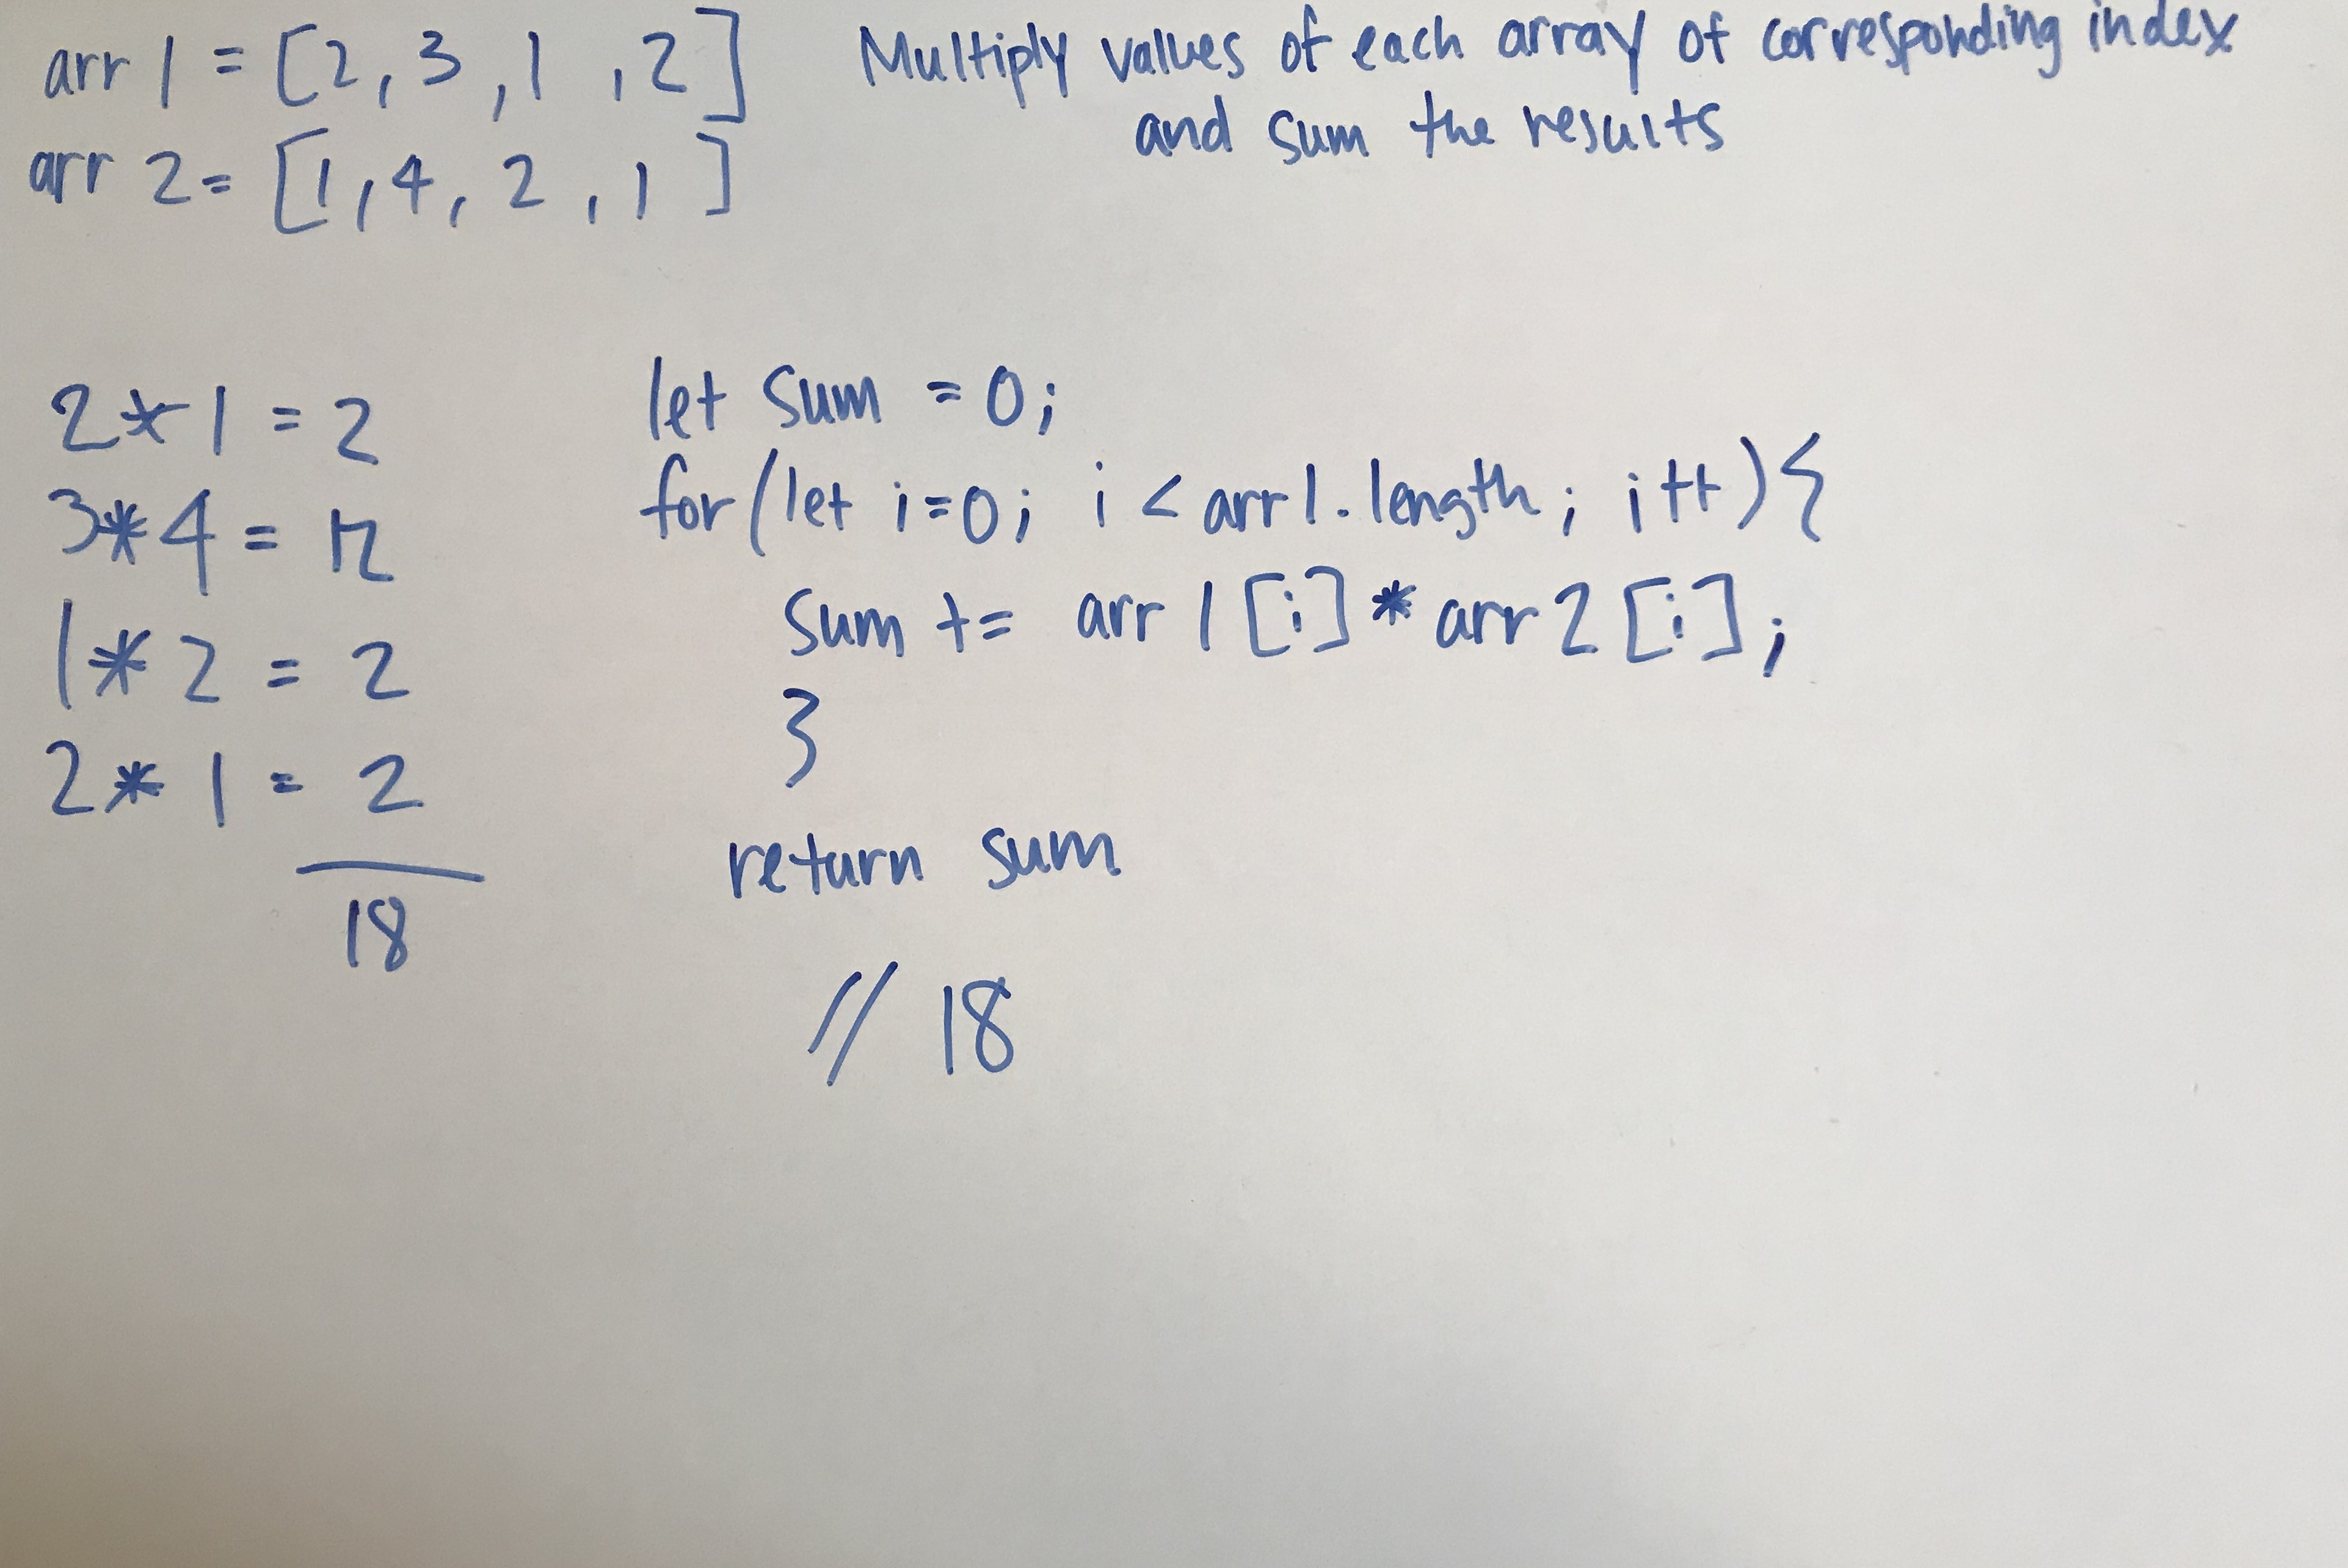 arr 1 = [2, 3, 1, 2]
arr 2 = [1, 4, 2, 1]
Multiply values of each array of corresponding index
and sum the results
2*1 = 2
3*4 = 12
1*2 = 2
2*1 = 2
18
let sum = 0;
for(let i=0; i < arr1.length; i++){
sum += arr1[i] * arr2[i];
}
return sum
// 18